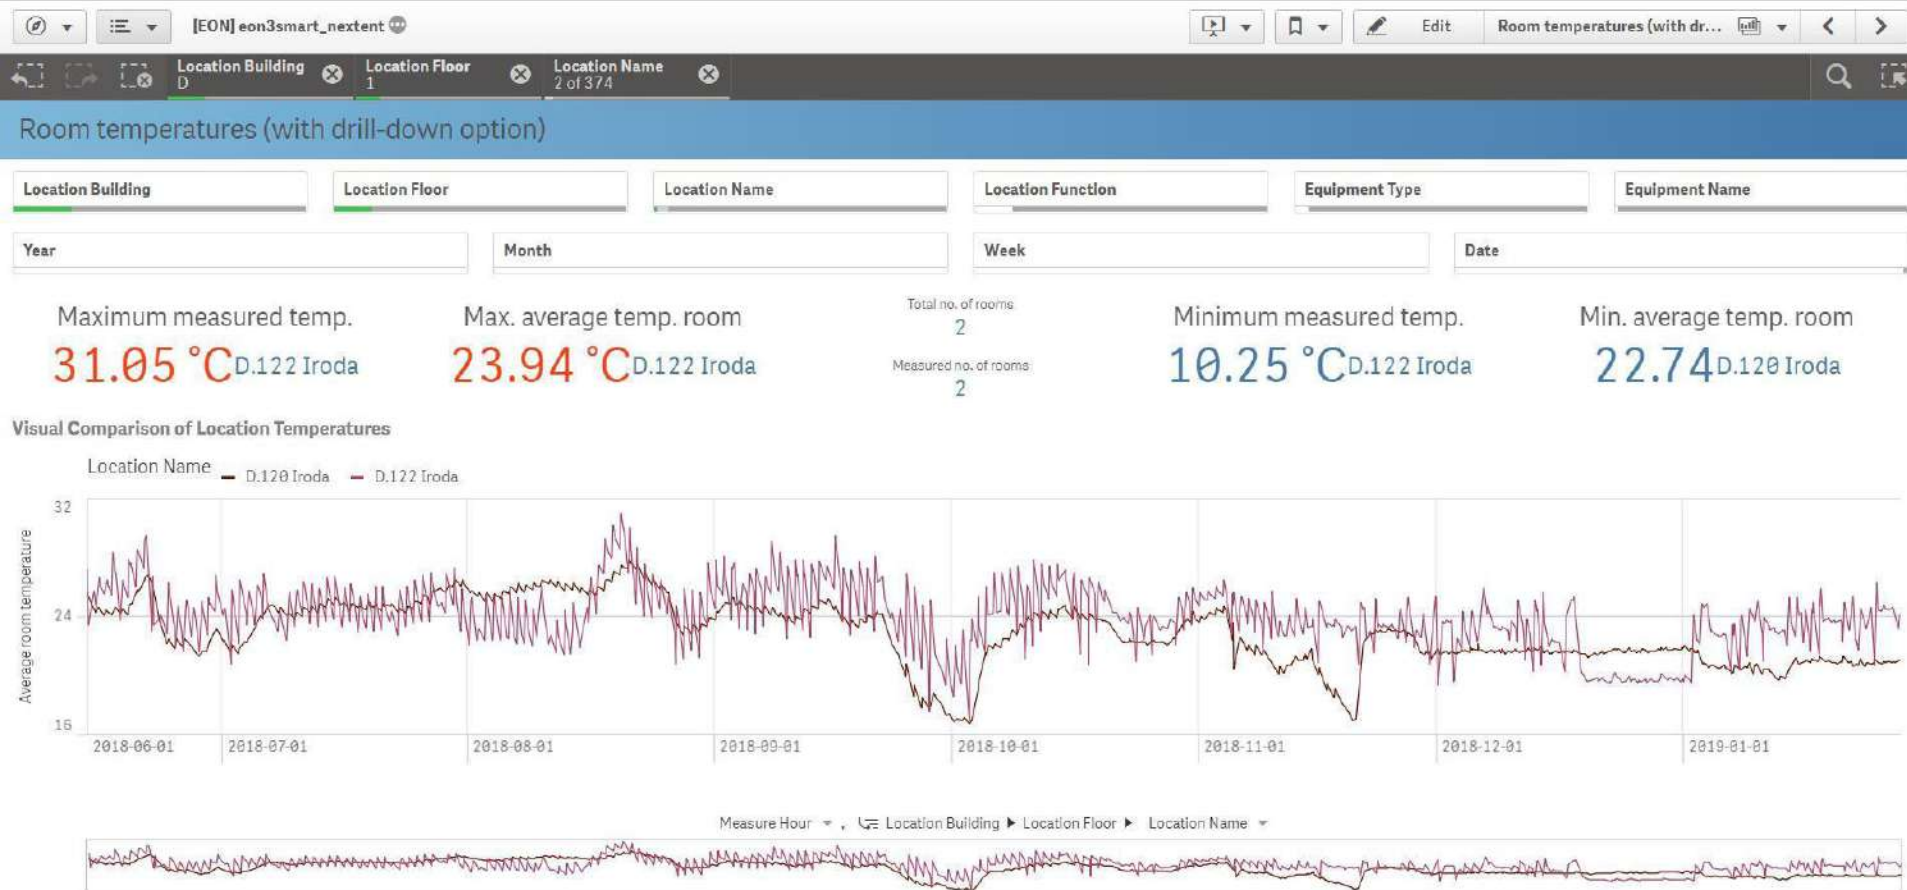 [EON] eon3smart_nextent
Edit
Room temperatures (with dr...
Location Building
D
Location Floor
1
Location Name
2 of 374
Room temperatures (with drill-down option)
Location Building
Location Floor
Location Name
Location Function
Equipment Type
Equipment Name
Year
Month
Week
Date
Maximum measured temp.
31.05 °C D.122 Iroda
Max. average temp. room
23.94 °C D.122 Iroda
Total no. of rooms
2
Measured no. of rooms
2
Minimum measured temp.
10.25 °C D.122 Iroda
Min. average temp. room
22.74 D.120 Iroda
Visual Comparison of Location Temperatures
Location Name
D.120 Iroda
D.122 Iroda
Average room temperature
32
24
16
2018-06-01
2018-07-01
2018-08-01
2018-09-01
2018-10-01
2018-11-01
2018-12-01
2019-01-01
Measure Hour , Location Building Location Floor Location Name